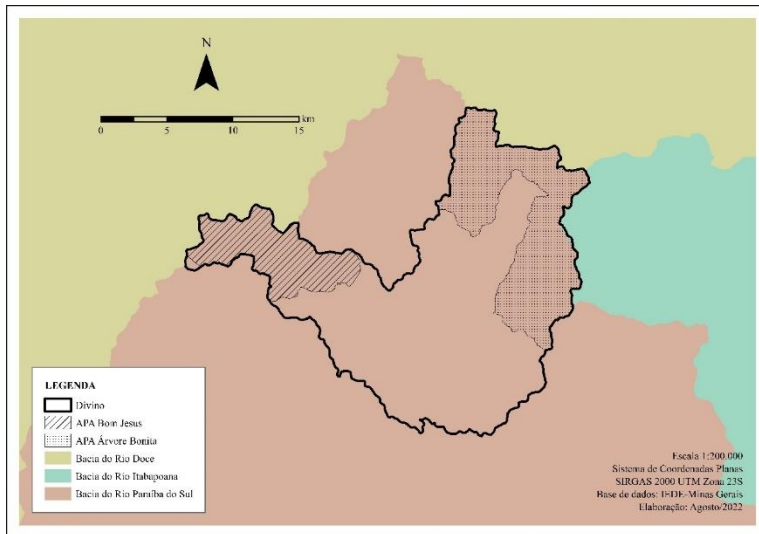 N
km
0 5 10 15
LEGENDA
Divino
APA Bom Jesus
APA Árvore Bonita
Bacia do Rio Doce
Bacia do Rio Itabapoana
Bacia do Rio Paraíba do Sul
Escala 1:200.000
Sistema de Coordenadas Planas
SIRGAS 2000 UTM Zona 23S
Base de dados: IEDE-Minas Gerais
Elaboração: Agosto/2022